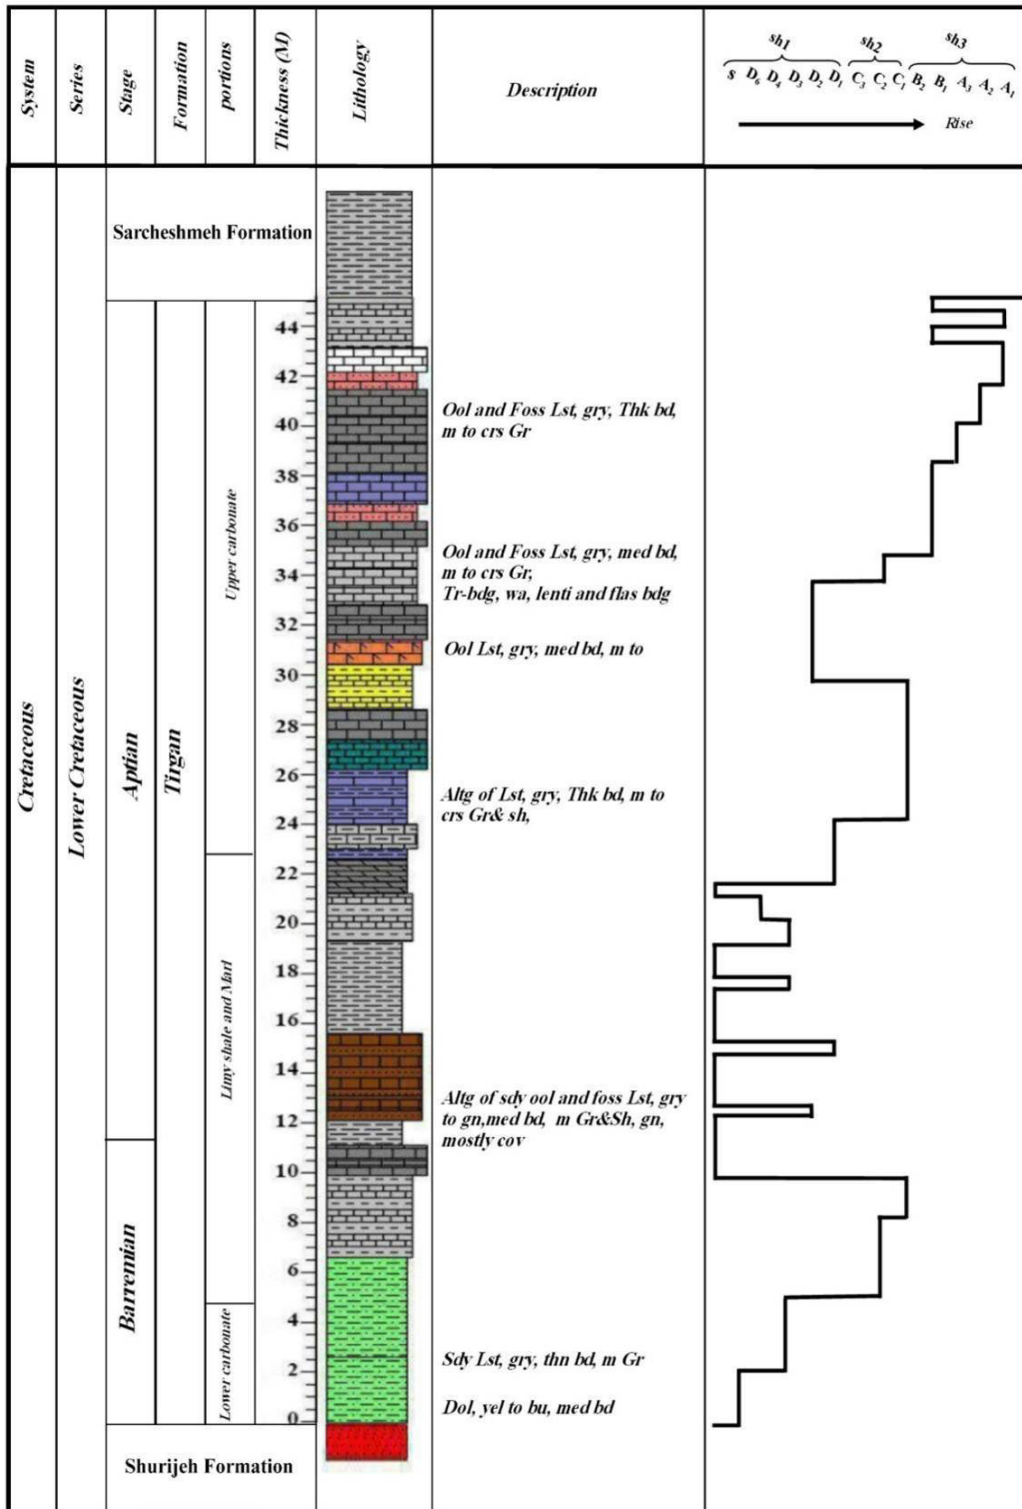 System
Series
Stage
Formation
portions
Thickness (M)
Lithology
Description
sh1 sh2 sh3
S D6 D4 D3 D2 D1 C3 C2 C1 B2 B1 A3 A2 A1
Rise
Sarcheshmeh Formation
Cretaceous
Lower Cretaceous
Aptian
Barremian
Tirgan
Upper carbonate
Limy shale and Marl
Lower carbonate
44
42
40
38
36
34
32
30
28
26
24
22
20
18
16
14
12
10
8
6
4
2
0
Ool and Foss Lst, gry, Thk bd,
m to crs Gr
Ool and Foss Lst, gry, med bd,
m to crs Gr,
Tr-bdg, wa, lenti and flas bdg
Ool Lst, gry, med bd, m to
Altg of Lst, gry, Thk bd, m to
crs Gr& sh,
Altg of sdy ool and foss Lst, gry
to gn,med bd, m Gr&Sh, gn,
mostly cov
Sdy Lst, gry, thn bd, m Gr
Dol, yel to bu, med bd
Shurijeh Formation